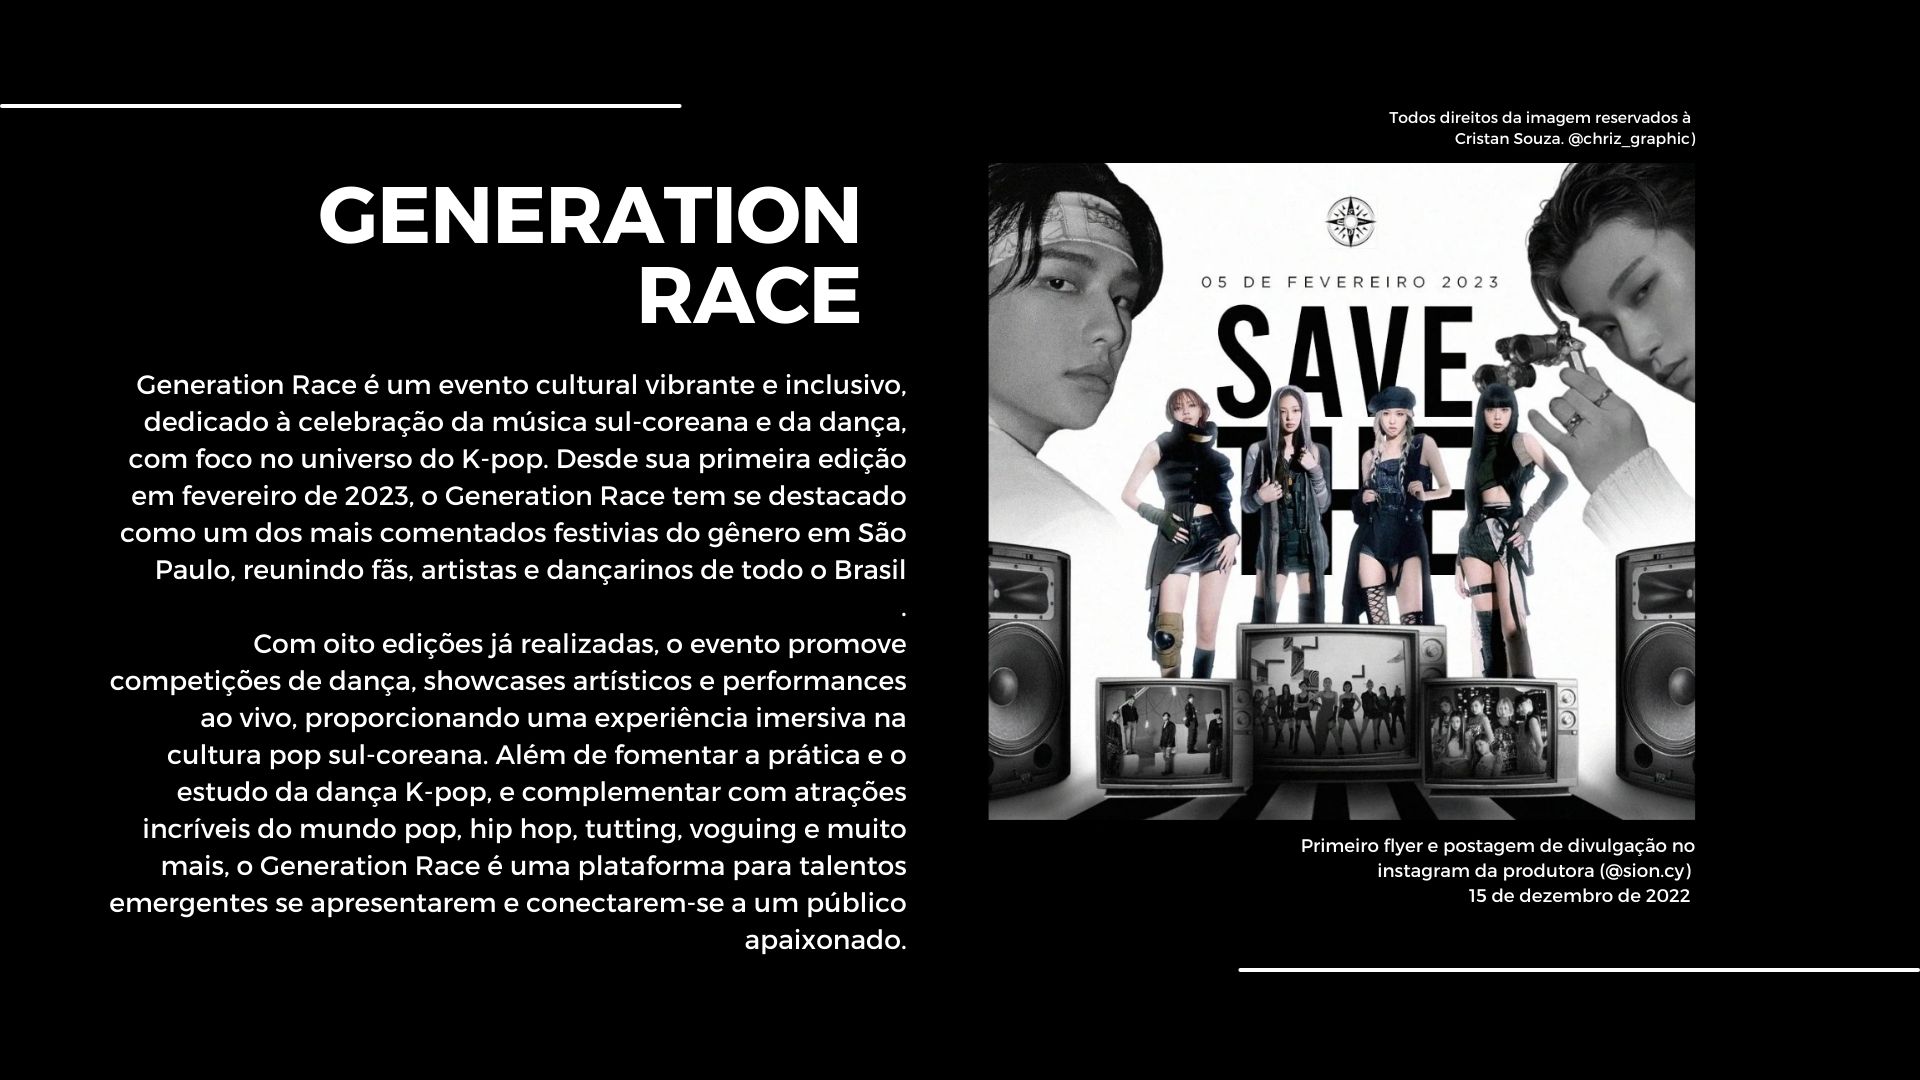 GENERATION
RACE
Generation Race é um evento cultural vibrante e inclusivo,
dedicado à celebração da música sul-coreana e da dança,
com foco no universo do K-pop. Desde sua primeira edição
em fevereiro de 2023, o Generation Race tem se destacado
como um dos mais comentados festivias do gênero em São
Paulo, reunindo fãs, artistas e dançarinos de todo o Brasil
.
Com oito edições já realizadas, o evento promove
competições de dança, showcases artísticos e performances
ao vivo, proporcionando uma experiência imersiva na
cultura pop sul-coreana. Além de fomentar a prática e o
estudo da dança K-pop, e complementar com atrações
incríveis do mundo pop, hip hop, tutting, voguing e muito
mais, o Generation Race é uma plataforma para talentos
emergentes se apresentarem e conectarem-se a um público
apaixonado.
Todos direitos da imagem reservados à
Cristan Souza. @chriz_graphic)
05 DE FEVEREIRO 2023
SAVE
THE
Primeiro flyer e postagem de divulgação no
instagram da produtora (@sion.cy)
15 de dezembro de 2022